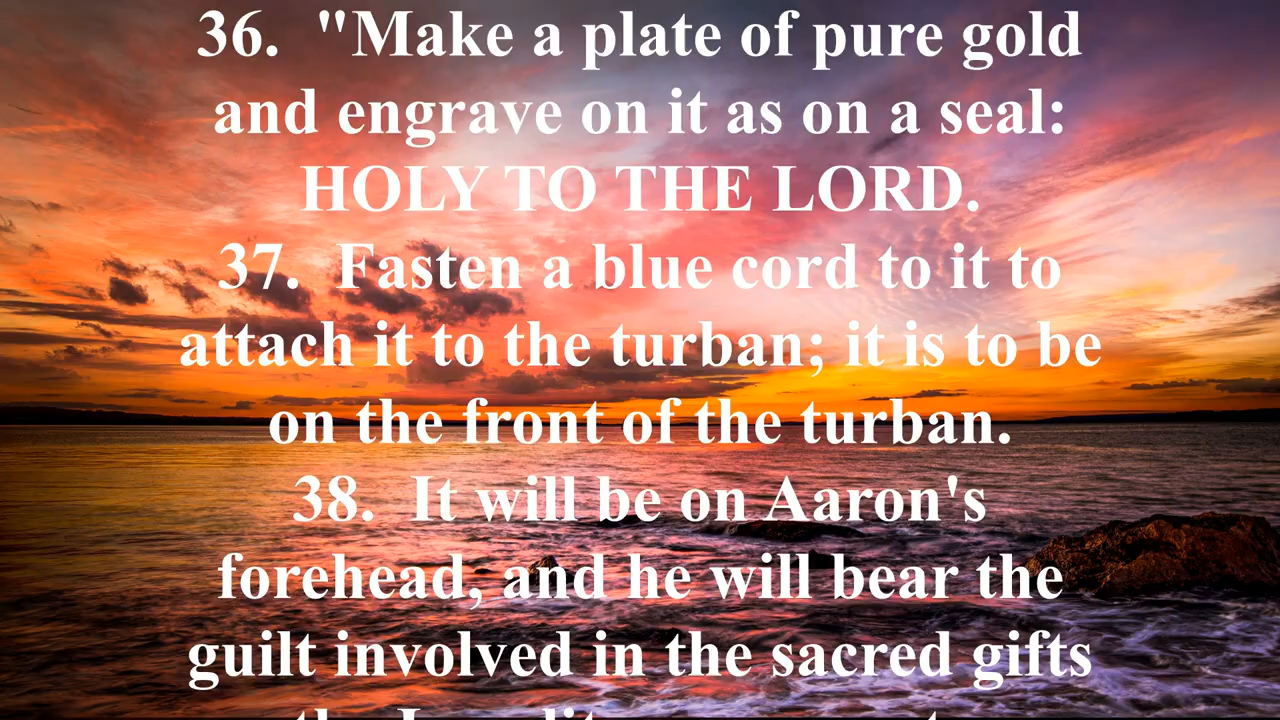 36.  "Make a plate of pure gold
and engrave on it as on a seal:
HOLY TO THE LORD.
37.  Fasten a blue cord to it to
attach it to the turban; it is to be
on the front of the turban.
38.  It will be on Aaron's
forehead, and he will bear the
guilt involved in the sacred gifts